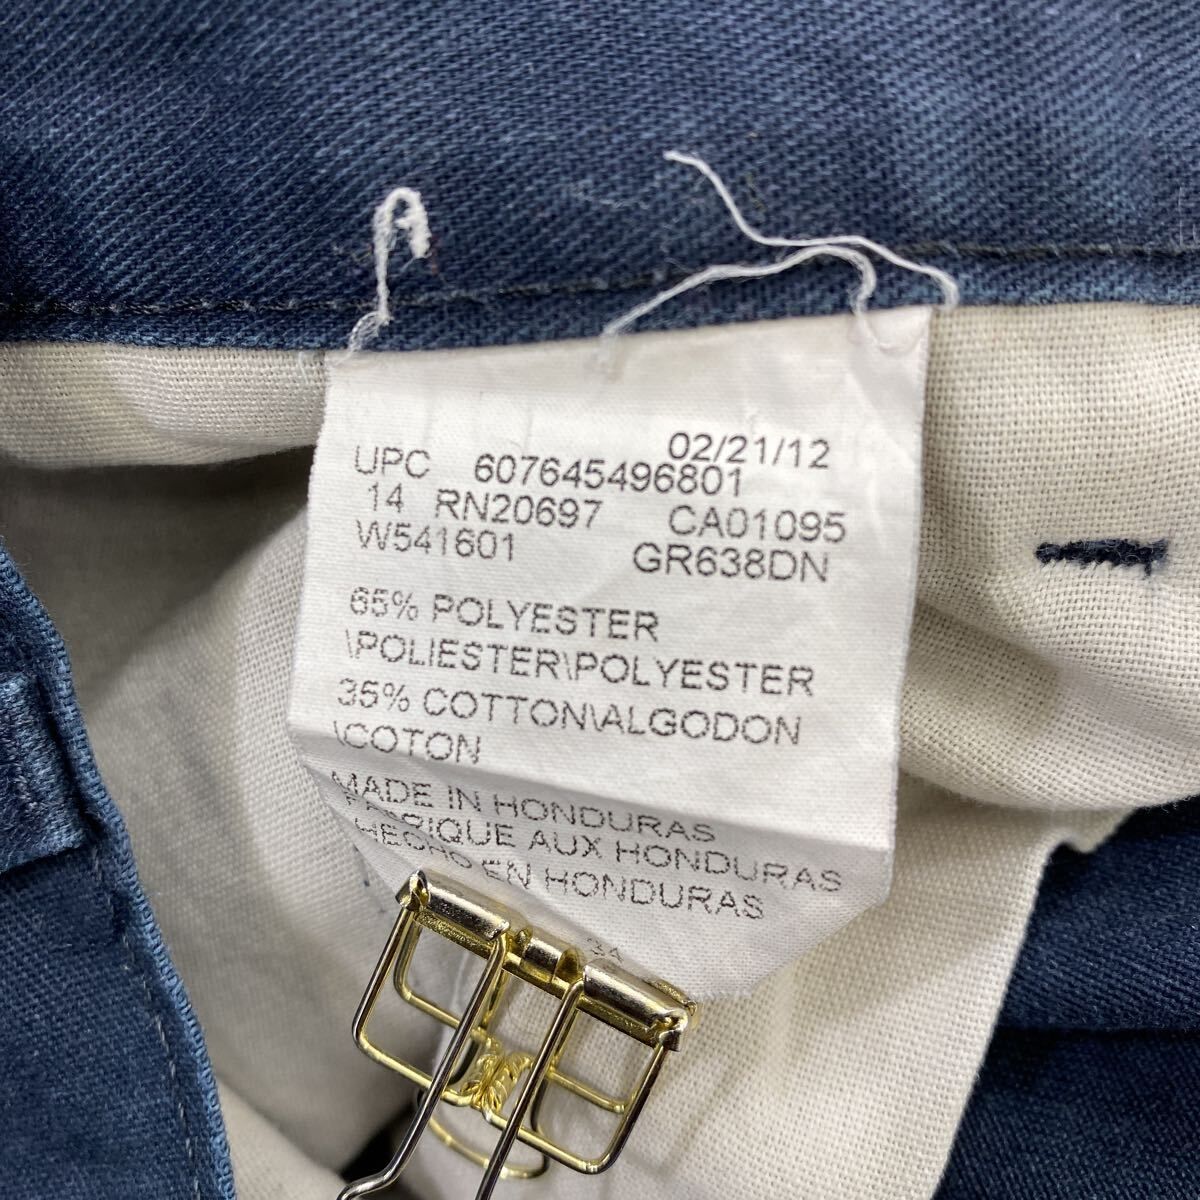 02/21/12
UPC 607645496801
14 RN20697 CA01095
W541601 GR638DN
65% POLYESTER
\POLIESTER\POLYESTER
35% COTTON\ALGODON
\COTON
MADE IN HONDURAS
FABRIQUE AUX HONDURAS
HECHO EN HONDURAS
34